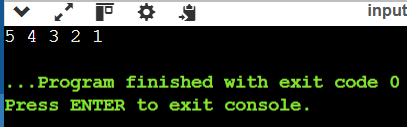 input
5 4 3 2 1
...Program finished with exit code 0
Press ENTER to exit console.